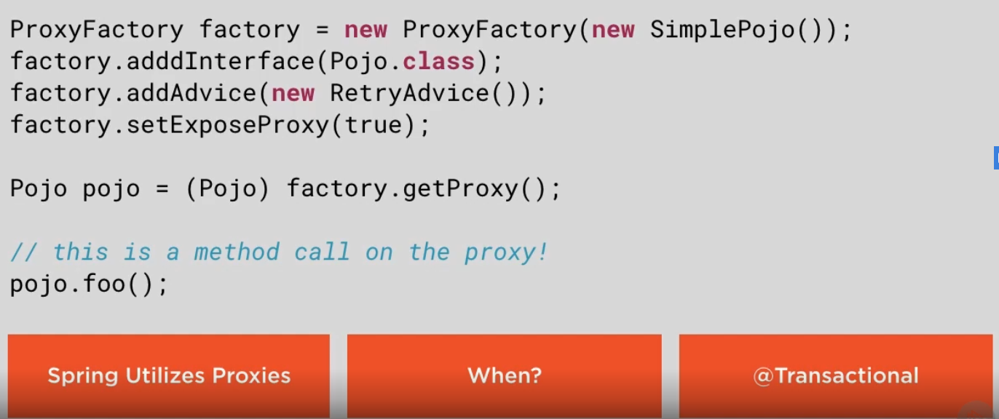 ProxyFactory factory = new ProxyFactory(new SimplePojo());
factory.adddInterface(Pojo.class);
factory.addAdvice(new RetryAdvice());
factory.setExposeProxy(true);
Pojo pojo = (Pojo) factory.getProxy();
// this is a method call on the proxy!
pojo.foo();
Spring Utilizes Proxies
When?
@Transactional